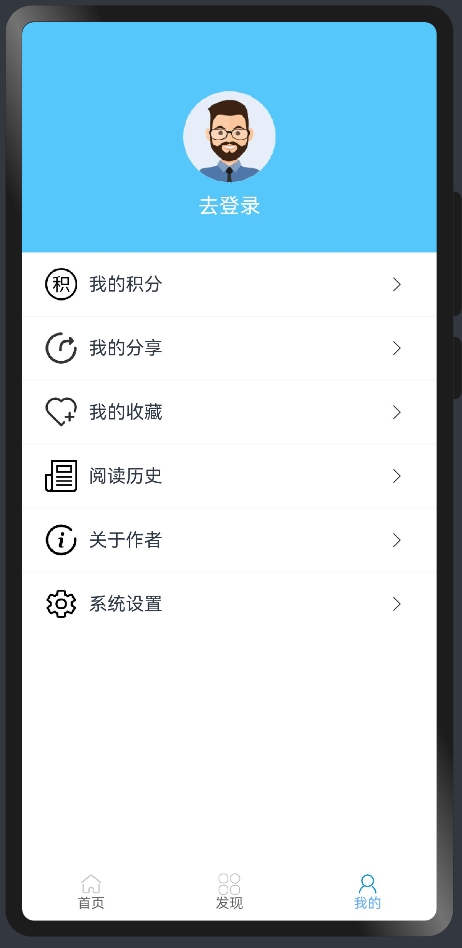 去登录
积 我的积分
我的分享
我的收藏
阅读历史
i 关于作者
系统设置
首页 发现 我的